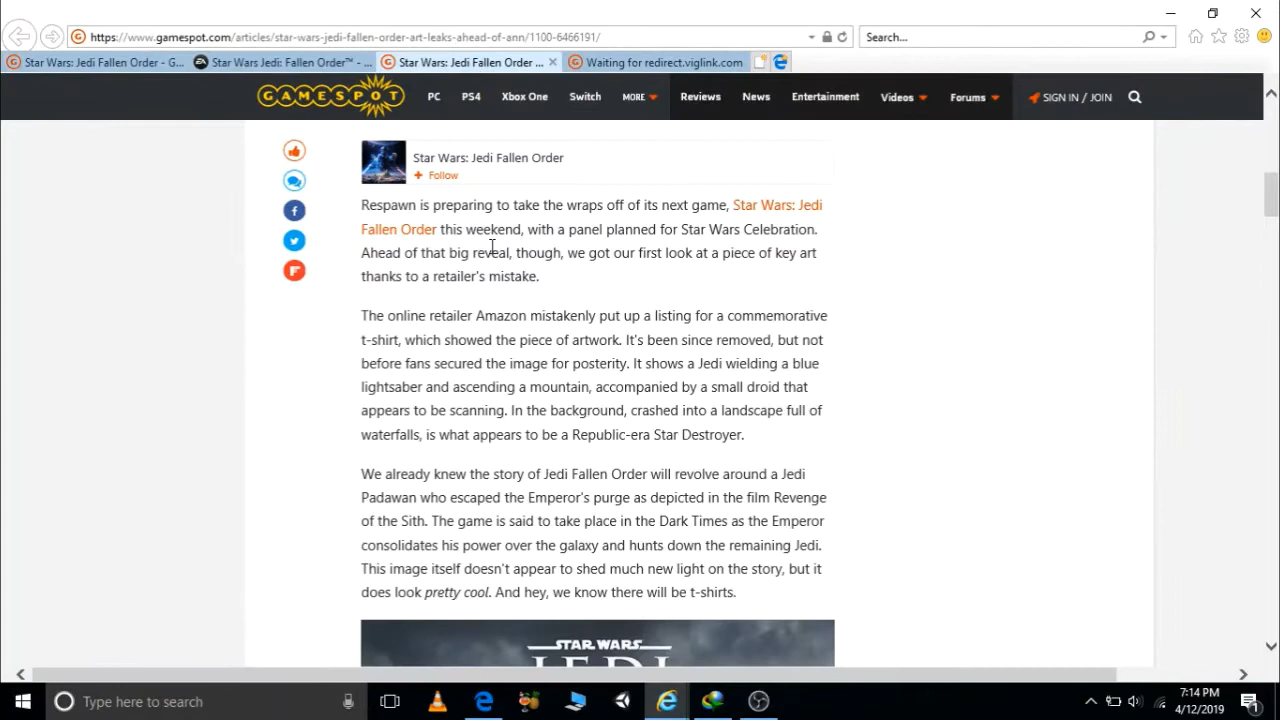 https://www.gamespot.com/articles/star-wars-jedi-fallen-order-art-leaks-ahead-of-ann/1100-6466191/
Search...
Star Wars: Jedi Fallen Order - G...
Star Wars Jedi: Fallen Order™ - ...
Star Wars: Jedi Fallen Order ...
Waiting for redirect.viglink.com
GAMESPOT
PC
PS4
Xbox One
Switch
MORE
Reviews
News
Entertainment
Videos
Forums
SIGN IN / JOIN
Star Wars: Jedi Fallen Order
+ Follow
Respawn is preparing to take the wraps off of its next game, Star Wars: Jedi
Fallen Order this weekend, with a panel planned for Star Wars Celebration.
Ahead of that big reveal, though, we got our first look at a piece of key art
thanks to a retailer's mistake.
The online retailer Amazon mistakenly put up a listing for a commemorative
t-shirt, which showed the piece of artwork. It's been since removed, but not
before fans secured the image for posterity. It shows a Jedi wielding a blue
lightsaber and ascending a mountain, accompanied by a small droid that
appears to be scanning. In the background, crashed into a landscape full of
waterfalls, is what appears to be a Republic-era Star Destroyer.
We already knew the story of Jedi Fallen Order will revolve around a Jedi
Padawan who escaped the Emperor's purge as depicted in the film Revenge
of the Sith. The game is said to take place in the Dark Times as the Emperor
consolidates his power over the galaxy and hunts down the remaining Jedi.
This image itself doesn't appear to shed much new light on the story, but it
does look pretty cool. And hey, we know there will be t-shirts.
STAR WARS
JEDI
Type here to search
7:14 PM
4/12/2019
1